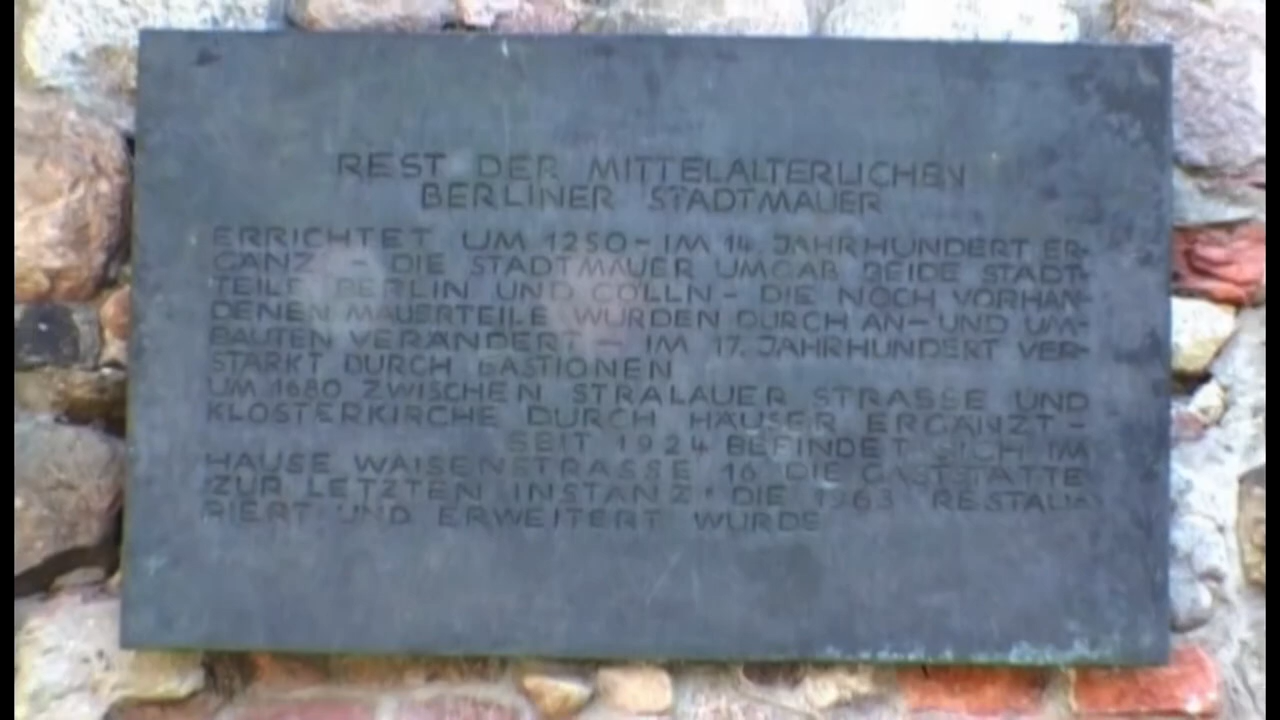 REST DER MITTELALTERLICHEN
BERLINER STADTMAUER
ERRICHTET UM 1250 – IM 14. JAHRHUNDERT ER-
GÄNZT – DIE STADTMAUER UMGAB BEIDE STADT-
TEILE BERLIN UND CÖLLN – DIE NOCH VORHAN-
DENEN MAUERTEILE WURDEN DURCH AN– UND UM-
BAUTEN VERÄNDERT – IM 17. JAHRHUNDERT VER-
STÄRKT DURCH BASTIONEN
UM 1680 ZWISCHEN STRALAUER STRASSE UND
KLOSTERKIRCHE DURCH HÄUSER ERGÄNZT –
SEIT 1924 BEFINDET SICH IM
HAUSE WAISENSTRASSE 16 DIE GASTSTÄTTE
"ZUR LETZTEN INSTANZ" DIE 1963 RESTAU-
RIERT UND ERWEITERT WURDE